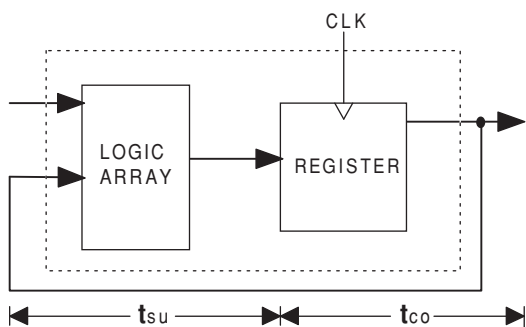 CLK
LOGIC
ARRAY
REGISTER
tsu
tco